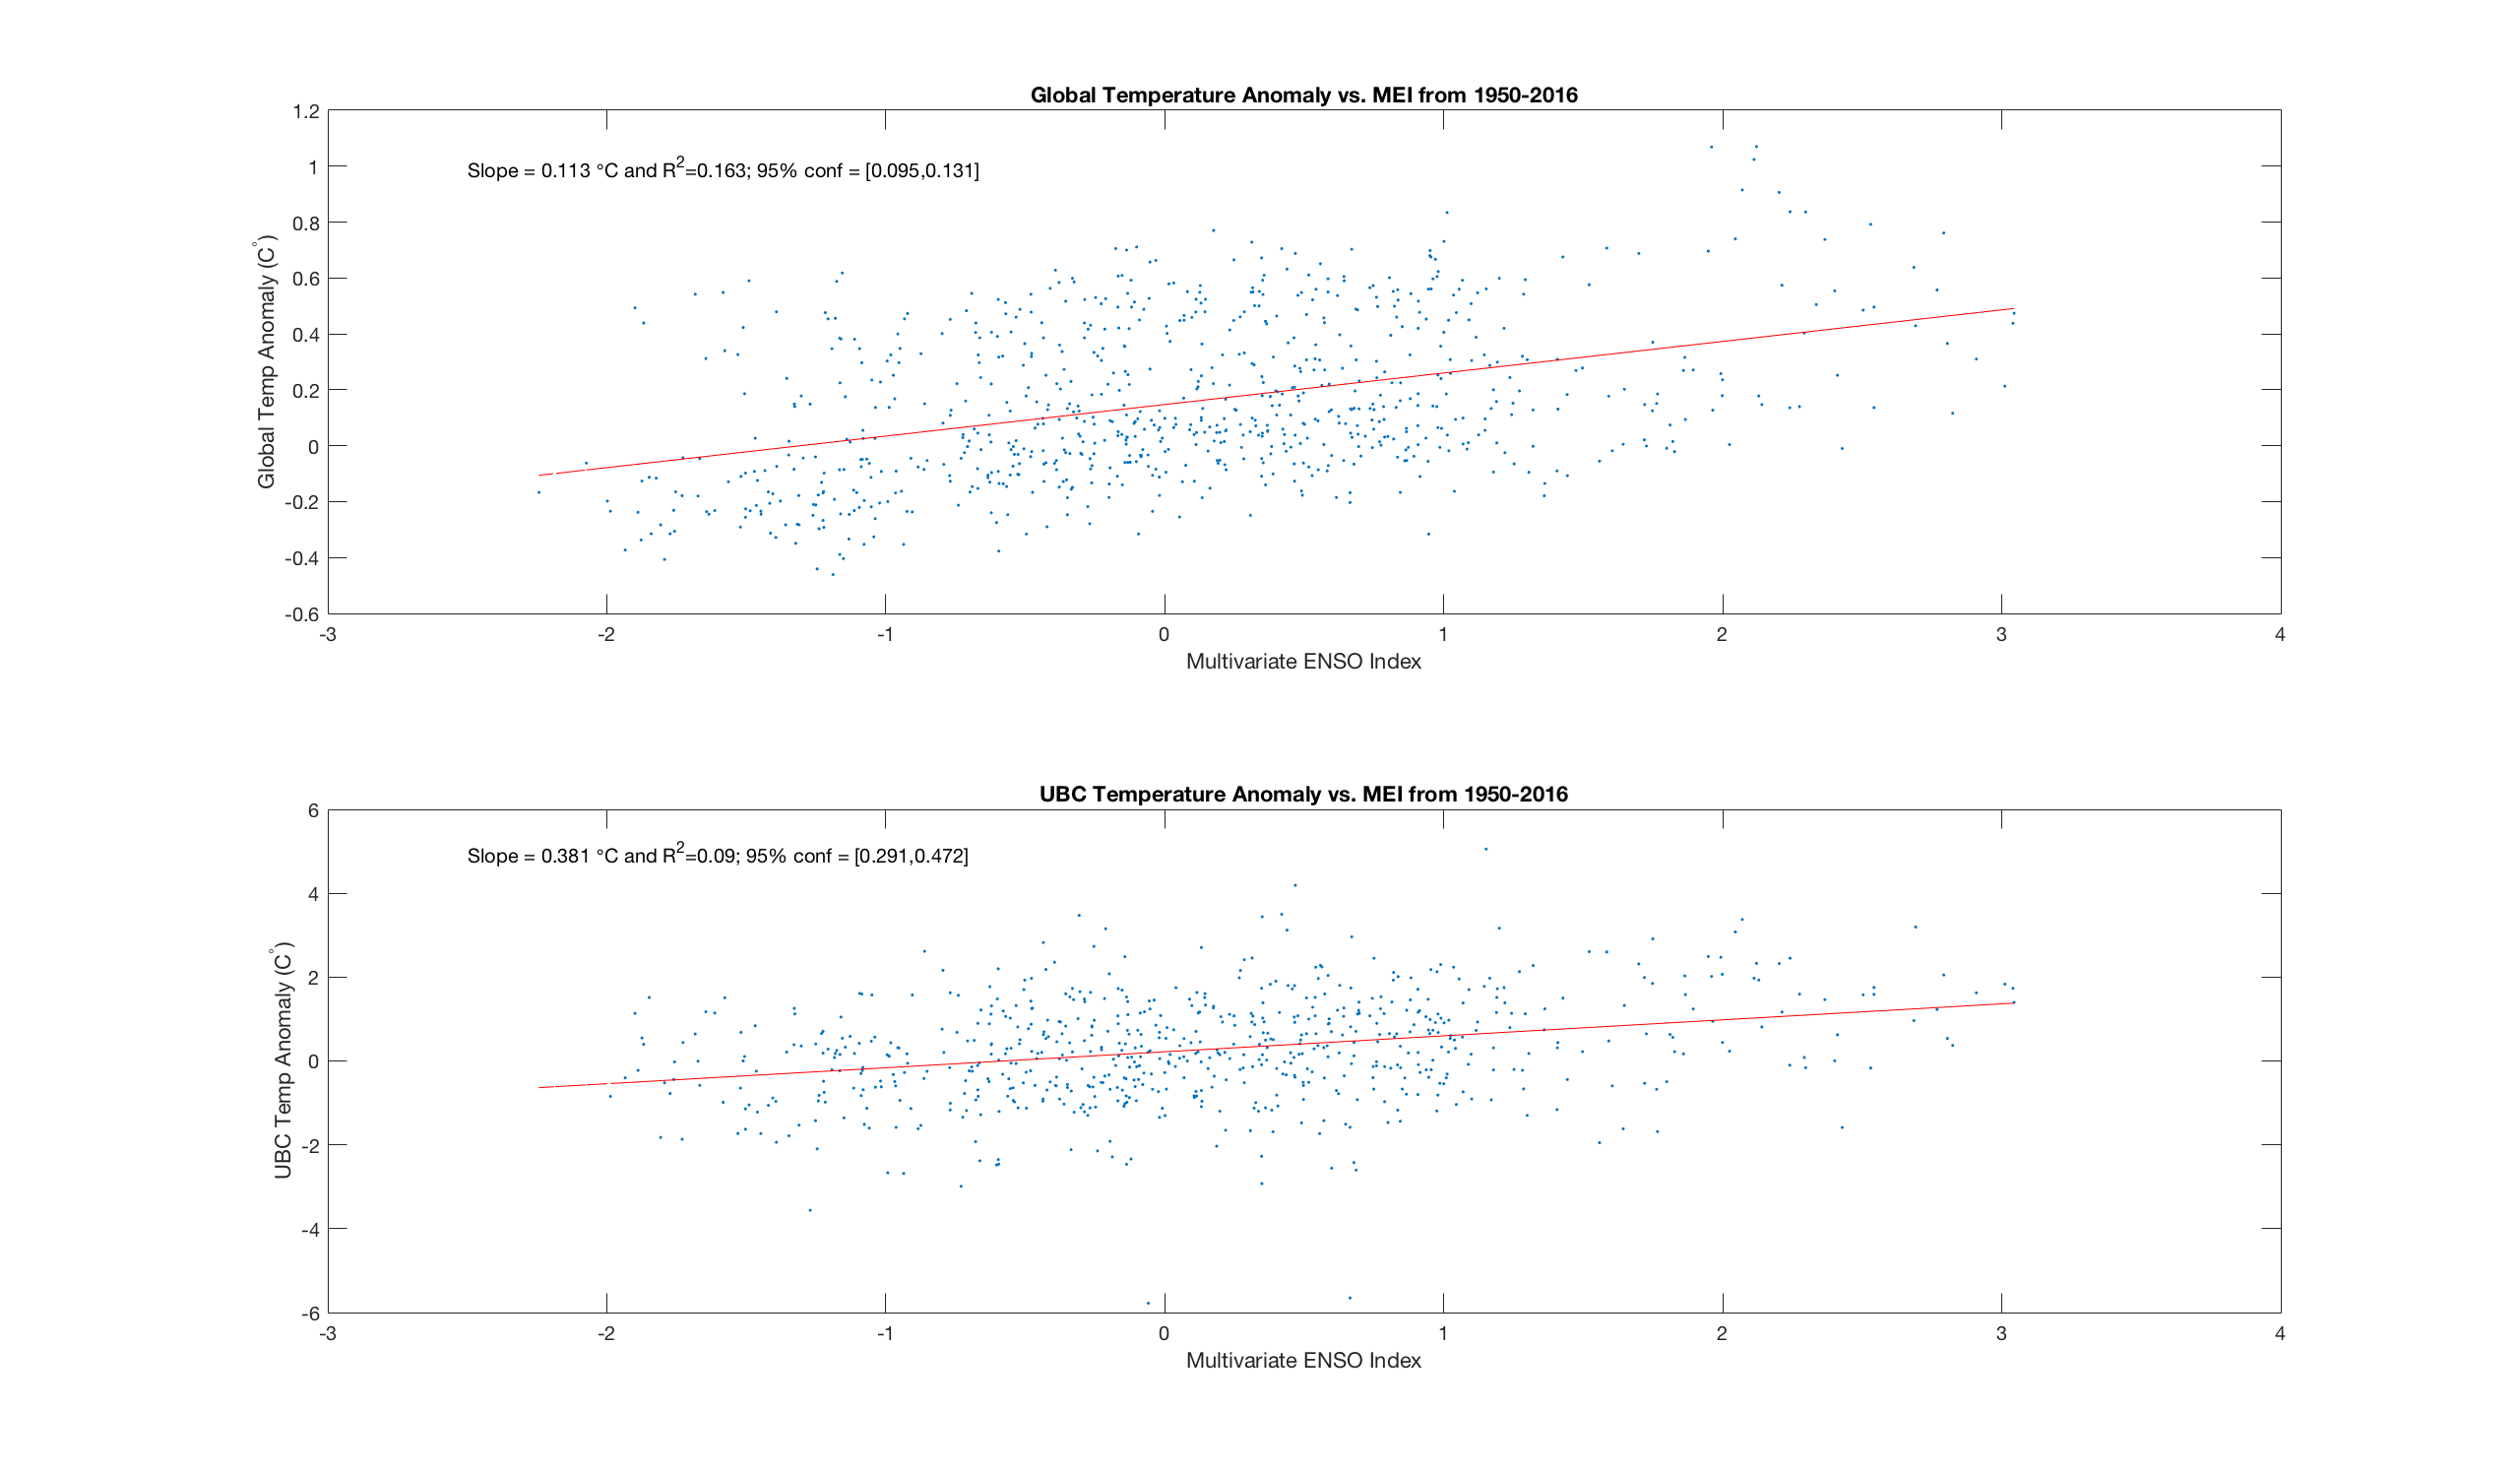 Global Temperature Anomaly vs. MEI from 1950-2016
1.2
1
0.8
0.6
0.4
0.2
0
-0.2
-0.4
-0.6
Global Temp Anomaly (C°)
Slope = 0.113 °C and R2=0.163; 95% conf = [0.095,0.131]
-3 -2 -1 0 1 2 3 4
Multivariate ENSO Index
UBC Temperature Anomaly vs. MEI from 1950-2016
6
4
2
0
-2
-4
-6
UBC Temp Anomaly (C°)
Slope = 0.381 °C and R2=0.09; 95% conf = [0.291,0.472]
-3 -2 -1 0 1 2 3 4
Multivariate ENSO Index